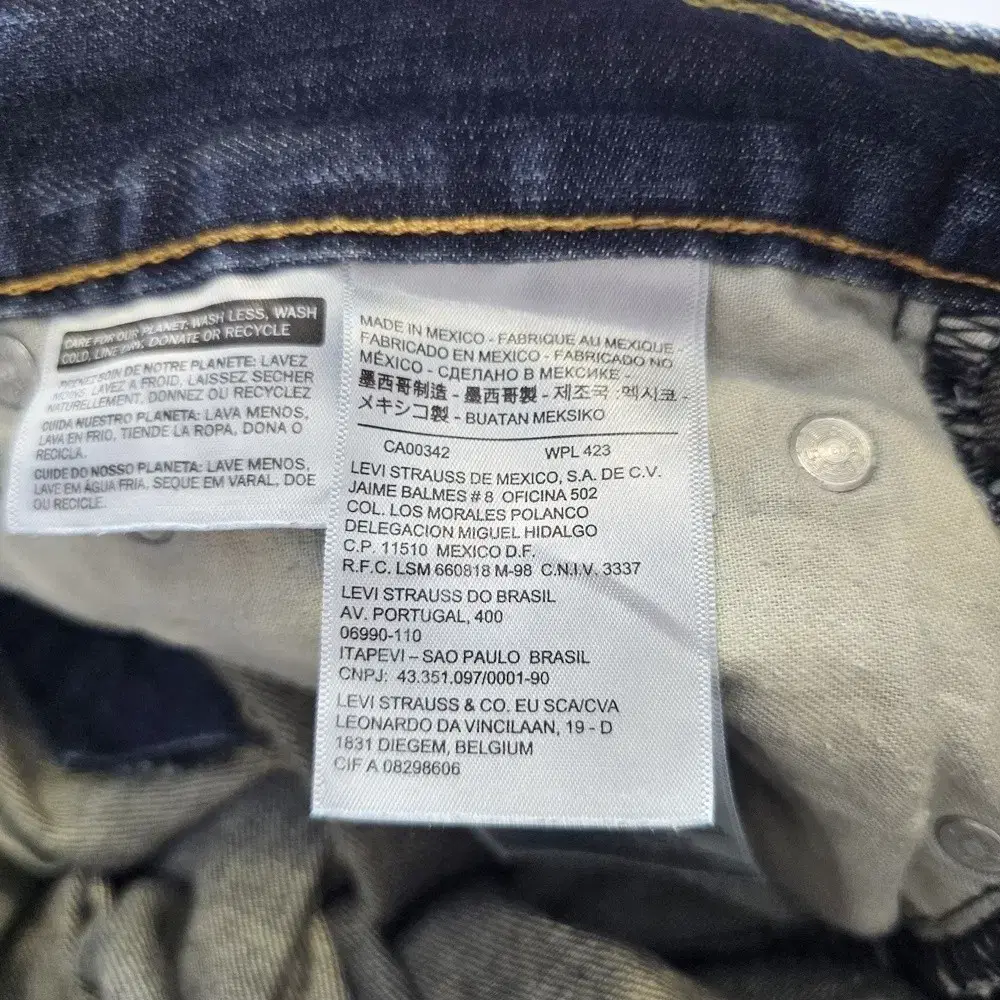 CARE FOR OUR PLANET: WASH LESS, WASH
COLD, LINE DRY, DONATE OR RECYCLE
PRENEZ SOIN DE NOTRE PLANETE: LAVEZ
MOINS, LAVEZ A FROID, LAISSEZ SECHER
NATURELLEMENT, DONNEZ OU RECYCLEZ
CUIDA NUESTRO PLANETA: LAVA MENOS,
LAVA EN FRIO, TIENDE LA ROPA, DONA O
RECICLA.
GUIDE DO NOSSO PLANETA: LAVE MENOS,
LAVE EM ÁGUA FRIA, SEQUE EM VARAL, DOE
OU RECICLE.
MADE IN MEXICO - FABRIQUE AU MEXIQUE
FABRICADO EN MEXICO - FABRICADO NO
MÉXICO - СДЕЛАНО В МЕКСИКЕ -
墨西哥制造 - 墨西哥製 - 제조국 : 멕시코 -
メキシコ製 - BUATAN MEKSIKO
CA00342 WPL 423
LEVI STRAUSS DE MEXICO, S.A. DE C.V.
JAIME BALMES # 8 OFICINA 502
COL. LOS MORALES POLANCO
DELEGACION MIGUEL HIDALGO
C.P. 11510 MEXICO D.F.
R.F.C. LSM 660818 M-98 C.N.I.V. 3337
LEVI STRAUSS DO BRASIL
AV. PORTUGAL, 400
06990-110
ITAPEVI – SAO PAULO BRASIL
CNPJ: 43.351.097/0001-90
LEVI STRAUSS & CO. EU SCA/CVA
LEONARDO DA VINCILAAN, 19 - D
1831 DIEGEM, BELGIUM
CIF A 08298606